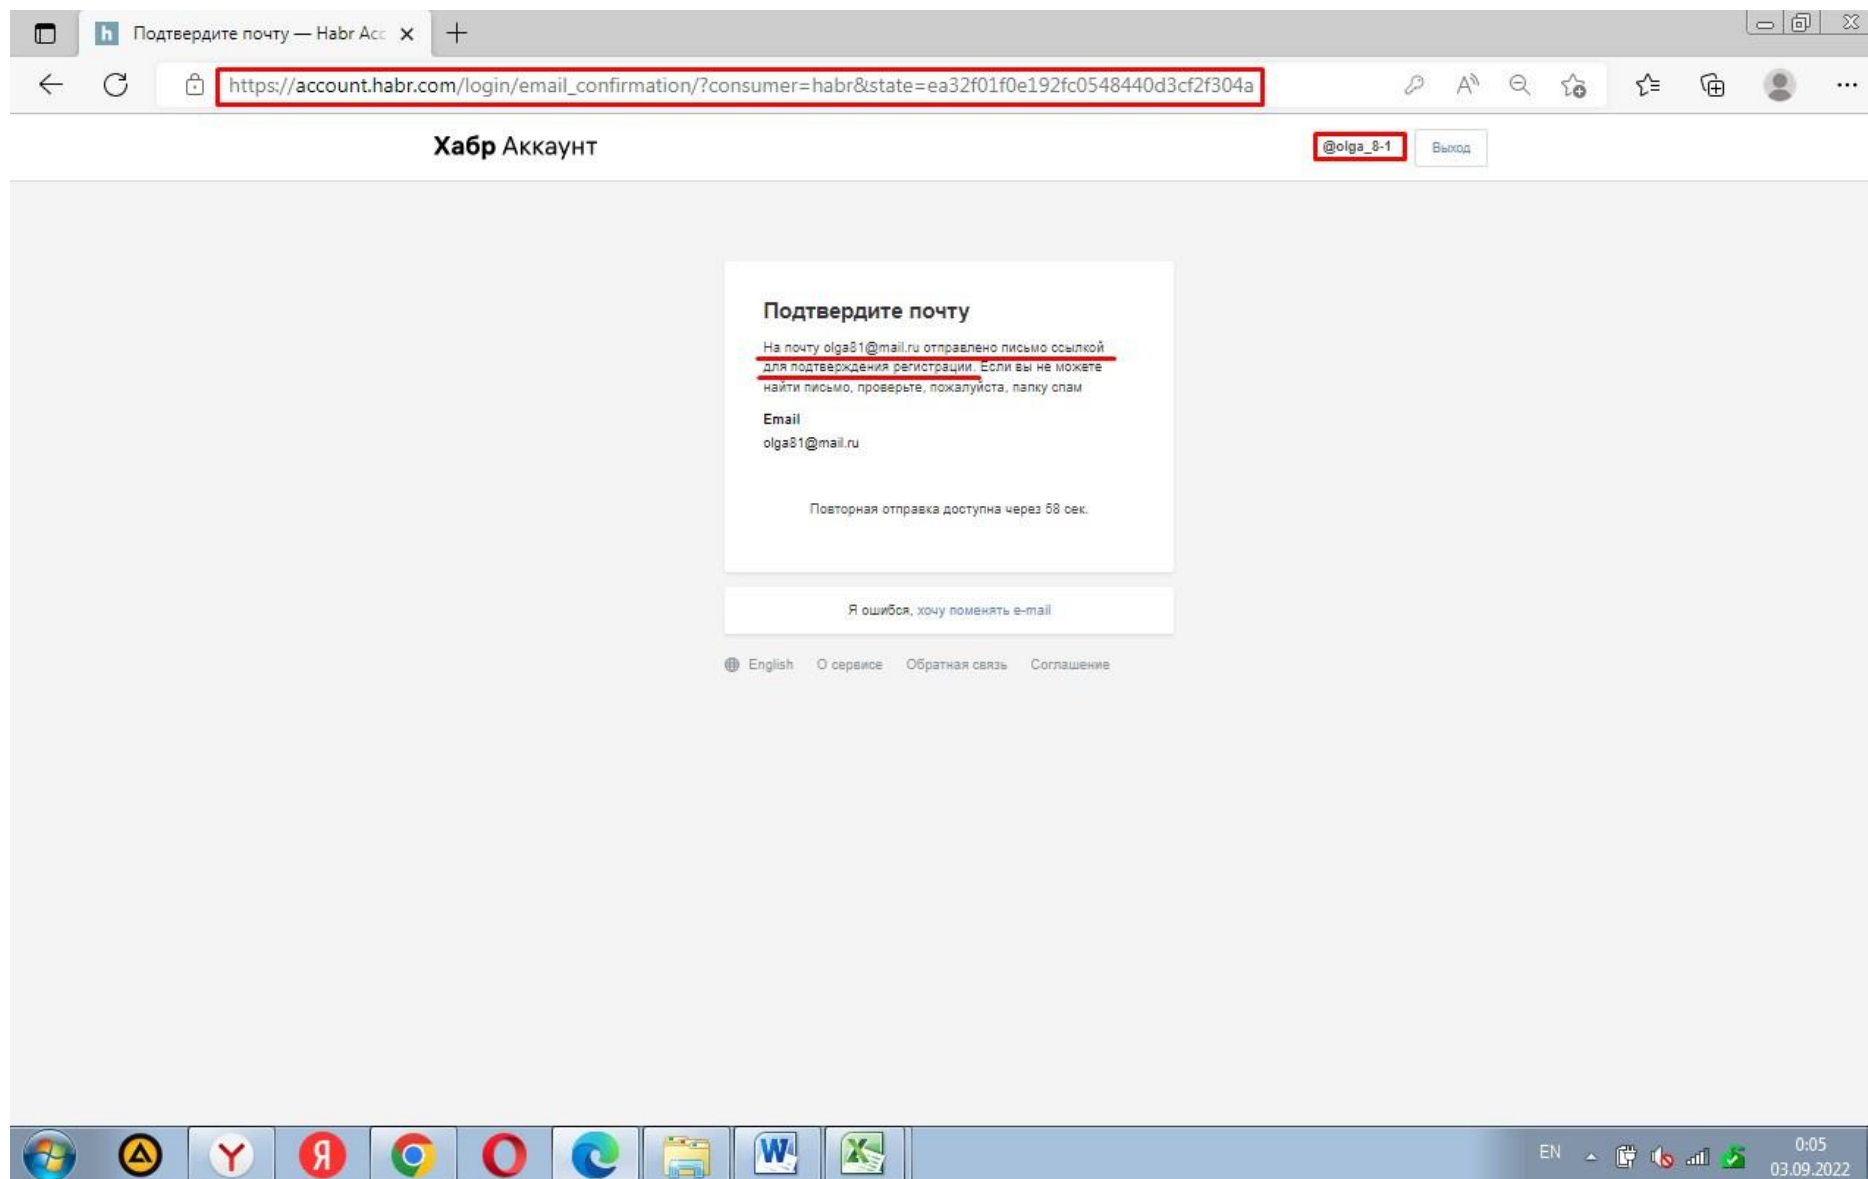 Подтвердите почту — Habr Acc
https://account.habr.com/login/email_confirmation/?consumer=habr&state=ea32f01f0e192fc0548440d3cf2f304a
Хабр Аккаунт
@olga_8-1
Выход
Подтвердите почту
На почту olga81@mail.ru отправлено письмо ссылкой
для подтверждения регистрации. Если вы не можете
найти письмо, проверьте, пожалуйста, папку спам
Email
olga81@mail.ru
Повторная отправка доступна через 58 сек.
Я ошибся, хочу поменять e-mail
English О сервисе Обратная связь Соглашение
EN
0:05
03.09.2022